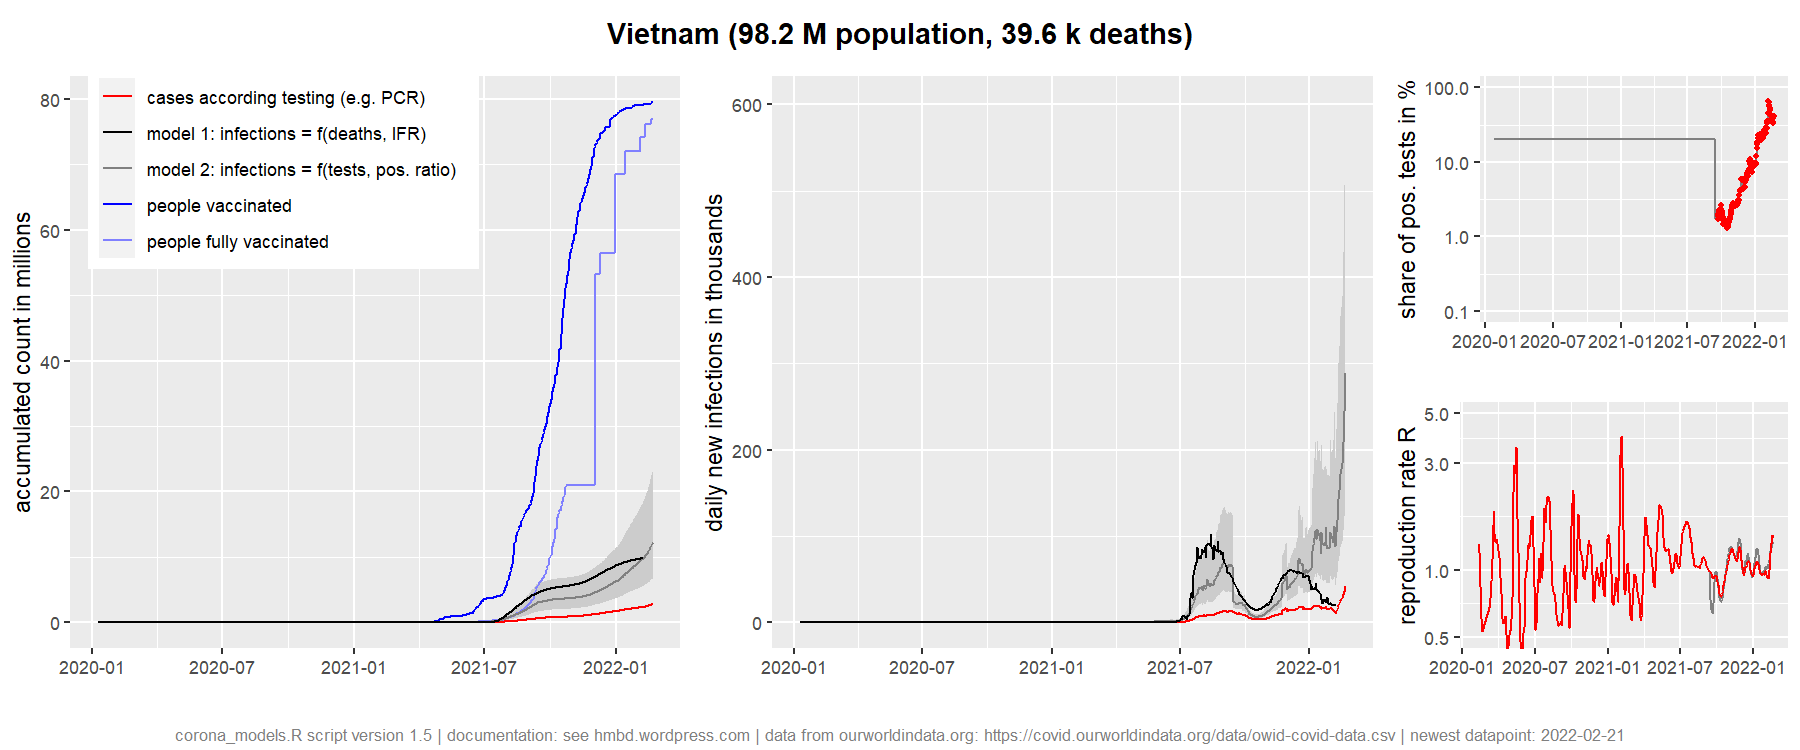 Vietnam (98.2 M population, 39.6 k deaths)
accumulated count in millions
80
60
40
20
0
cases according testing (e.g. PCR)
model 1: infections = f(deaths, IFR)
model 2: infections = f(tests, pos. ratio)
people vaccinated
people fully vaccinated
2020-01 2020-07 2021-01 2021-07 2022-01
daily new infections in thousands
600
400
200
0
2020-01 2020-07 2021-01 2021-07 2022-01
share of pos. tests in %
100.0
10.0
1.0
0.1
2020-01 2020-07 2021-01 2021-07 2022-01
reproduction rate R
5.0
3.0
1.0
0.5
2020-01 2020-07 2021-01 2021-07 2022-01
corona_models.R script version 1.5 | documentation: see hmbd.wordpress.com | data from ourworldindata.org: https://covid.ourworldindata.org/data/owid-covid-data.csv | newest datapoint: 2022-02-21